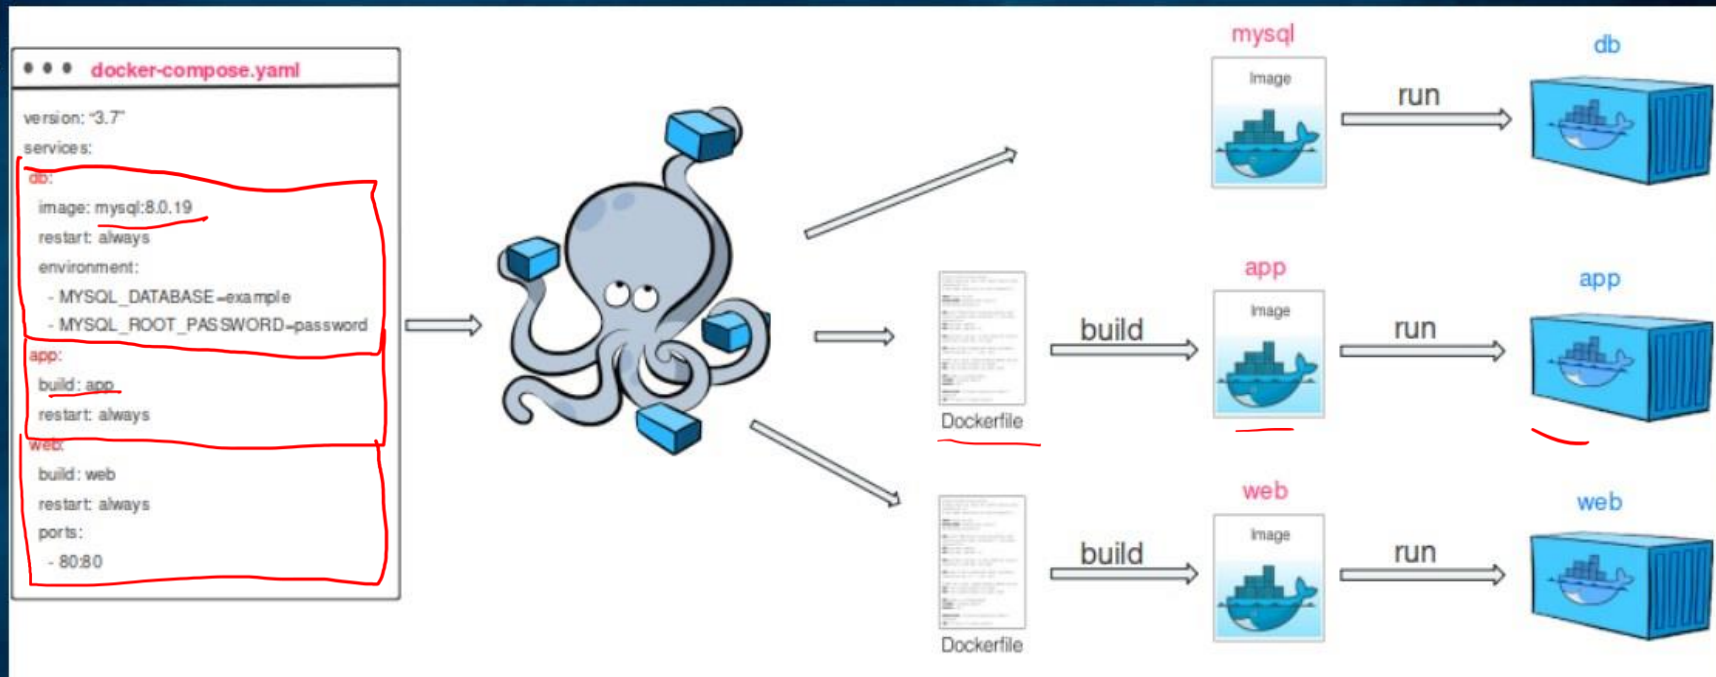 docker-compose.yaml
version: “3.7”
services:
db:
image: mysql:8.0.19
restart: always
environment:
- MYSQL_DATABASE=example
- MYSQL_ROOT_PASSWORD=password
app:
build: app
restart: always
web:
build: web
restart: always
ports:
- 80:80
mysql
Image
run
db
Dockerfile
build
app
Image
run
app
Dockerfile
build
web
Image
run
web